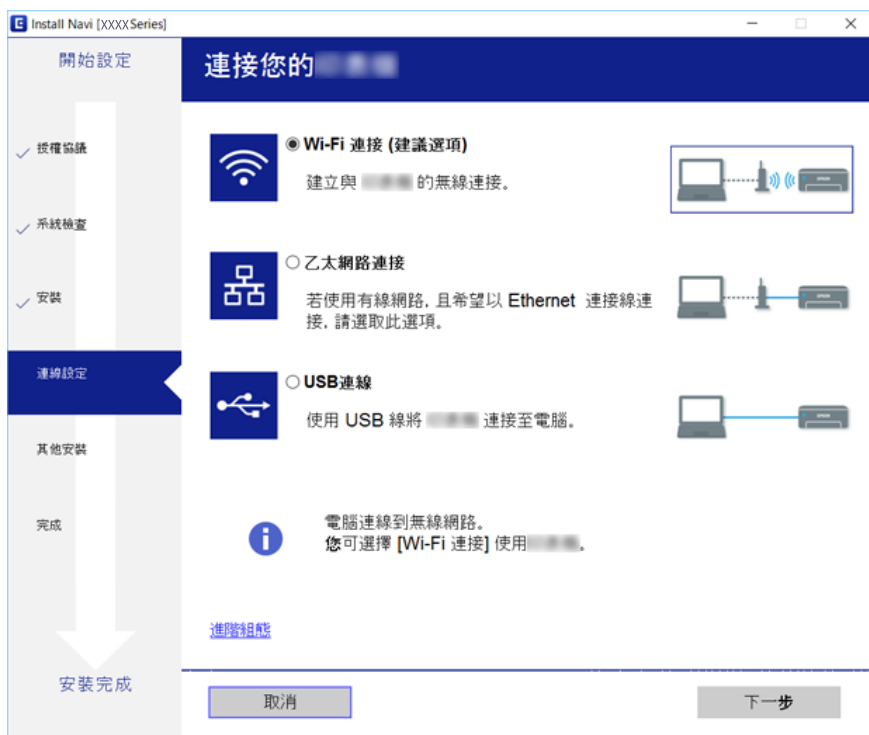 Install Navi [XXXX Series]
開始設定
連接您的
授權協議
系統檢查
安裝
連線設定
其他安裝
完成
安裝完成
Wi-Fi 連接 (建議選項)
建立與 的無線連接。
乙太網路連接
若使用有線網路, 且希望以 Ethernet 連接線連
接, 請選取此選項。
USB連線
使用 USB 線將 連接至電腦。
電腦連線到無線網路。
您可選擇 [Wi-Fi 連接] 使用 。
進階組態
取消
下一步
EPSON
EPSON
EPSON